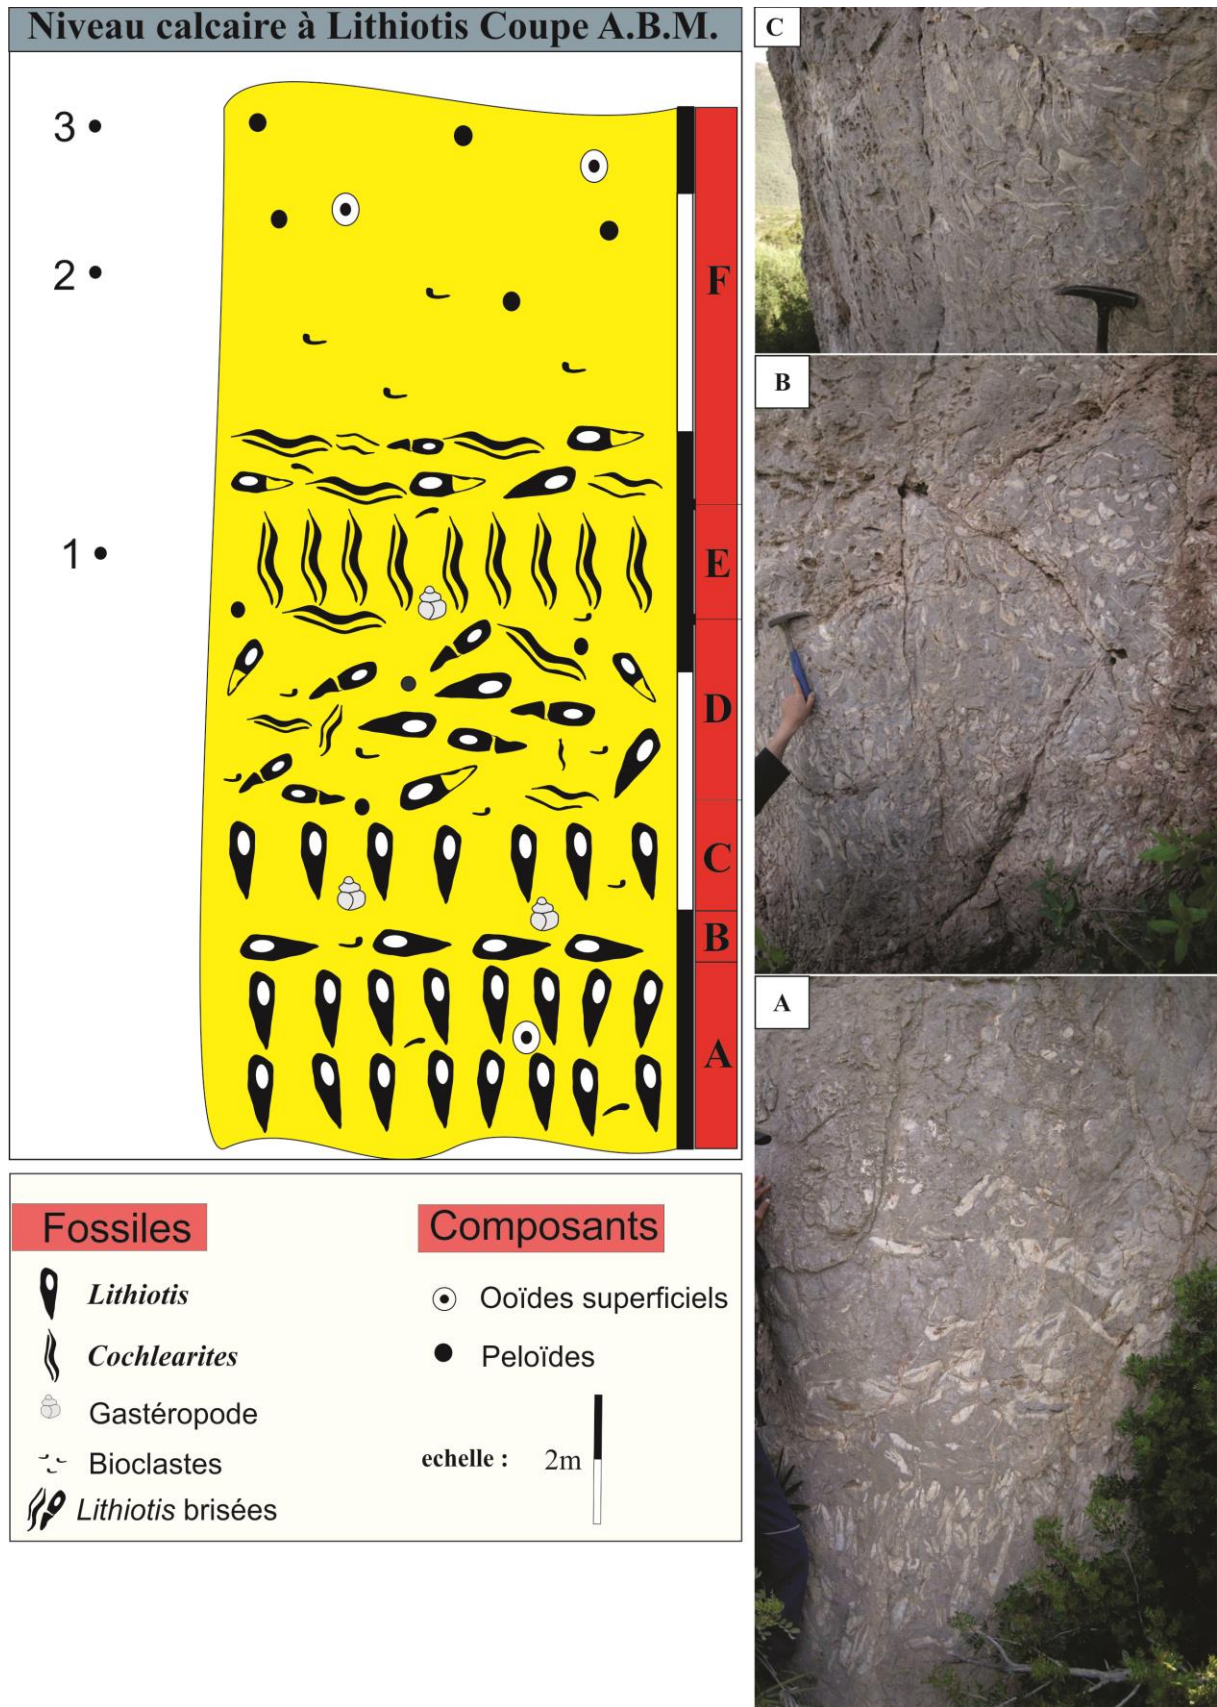 Niveau calcaire à Lithiotis Coupe A.B.M.
3
2
1
F
E
D
C
B
A
Fossiles
Lithiotis
Cochlearites
Gastéropode
Bioclastes
Lithiotis brisées
Composants
Ooïdes superficiels
Peloïdes
echelle : 2m
C
B
A